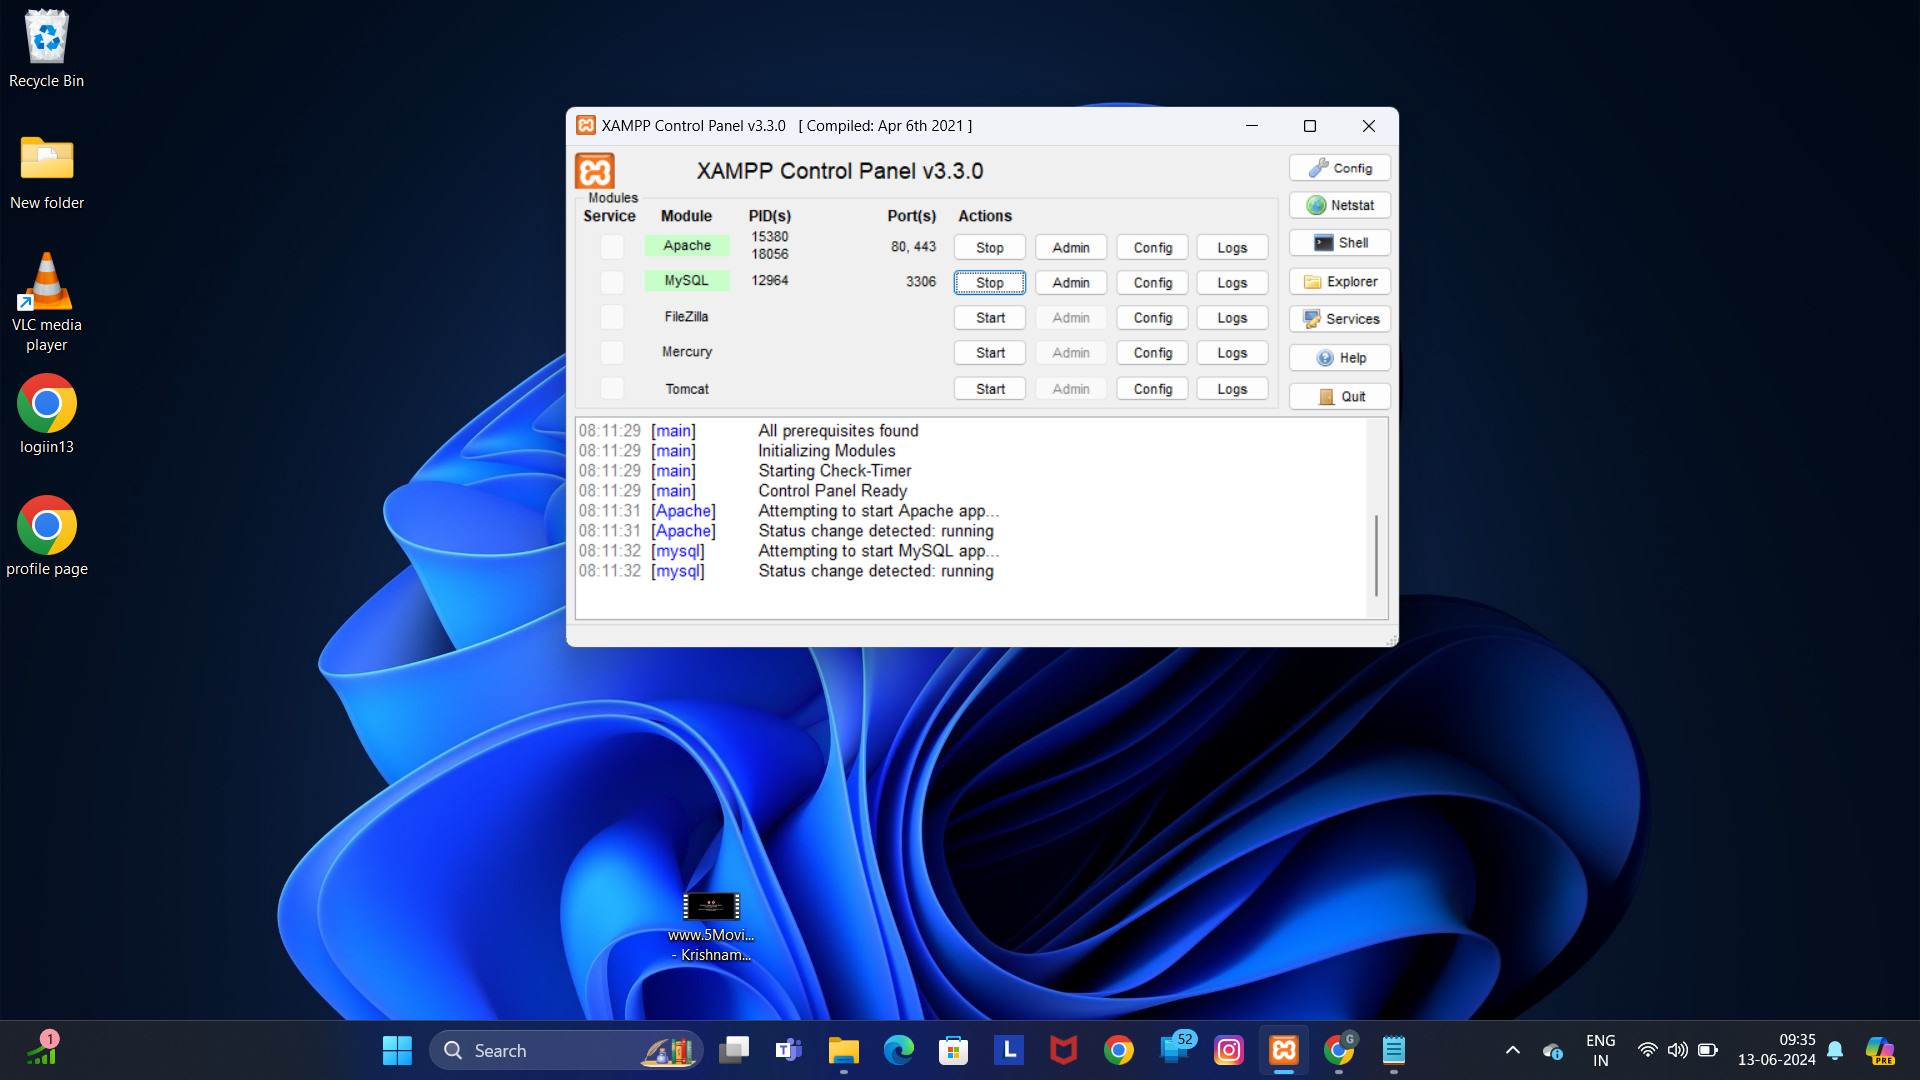 Recycle Bin
New folder
VLC media
player
logiin13
profile page
XAMPP Control Panel v3.3.0 [ Compiled: Apr 6th 2021 ]
XAMPP Control Panel v3.3.0
Modules
Service Module PID(s) Port(s) Actions
Apache 15380 18056 80, 443 Stop Admin Config Logs
MySQL 12964 3306 Stop Admin Config Logs
FileZilla Start Admin Config Logs
Mercury Start Admin Config Logs
Tomcat Start Admin Config Logs
Config
Netstat
Shell
Explorer
Services
Help
Quit
08:11:29 [main] All prerequisites found
08:11:29 [main] Initializing Modules
08:11:29 [main] Starting Check-Timer
08:11:29 [main] Control Panel Ready
08:11:31 [Apache] Attempting to start Apache app...
08:11:31 [Apache] Status change detected: running
08:11:32 [mysql] Attempting to start MySQL app...
08:11:32 [mysql] Status change detected: running
www.5Movi...
- Krishnam...
1
Search
L
52
G
ENG
IN
09:35
13-06-2024
PRE